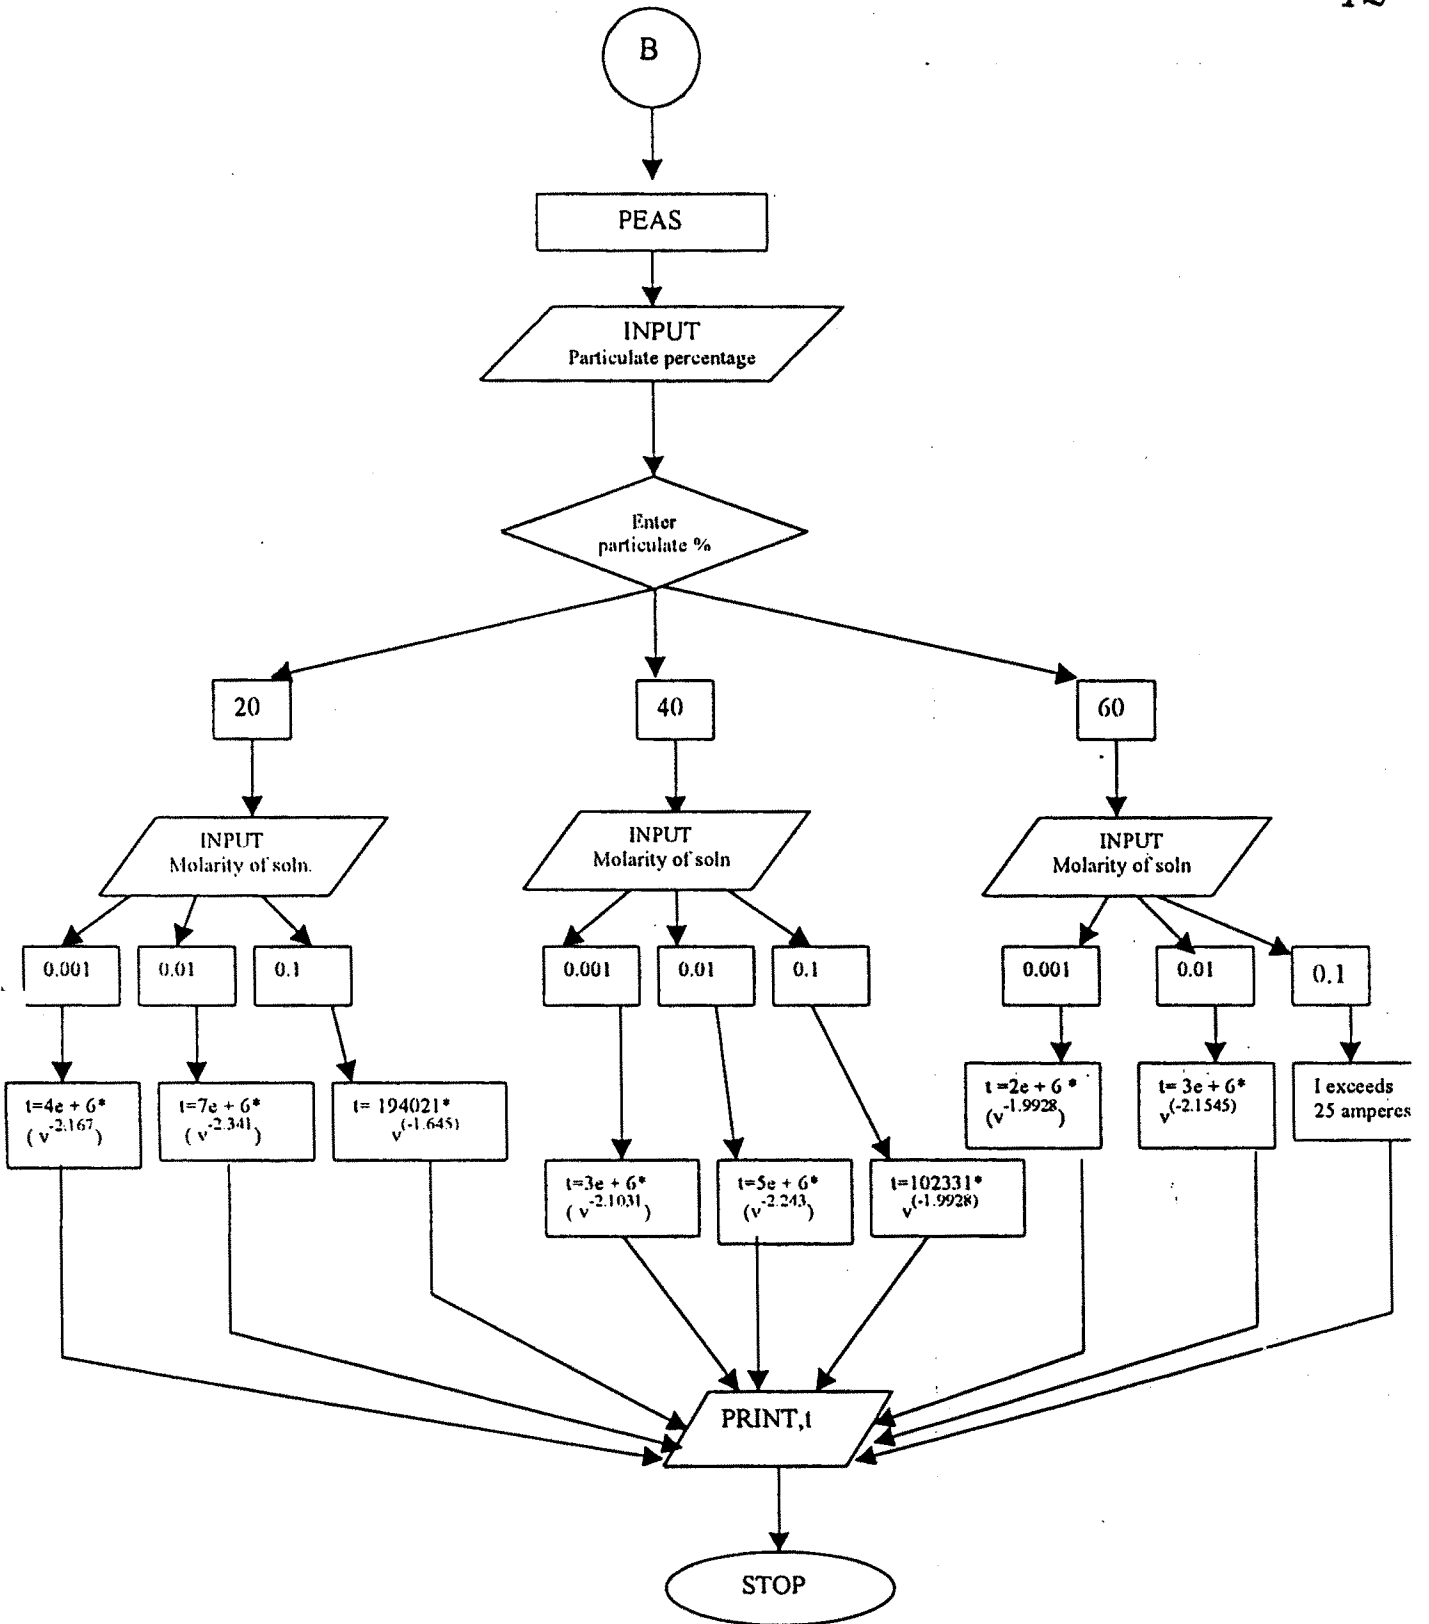 B
PEAS
INPUT
Particulate percentage
Enter
particulate %
20
40
60
INPUT
Molarity of soln.
INPUT
Molarity of soln
INPUT
Molarity of soln
0.001
0.01
0.1
0.001
0.01
0.1
0.001
0.01
0.1
t=4e + 6*
( v^-2.167)
t=7e + 6*
( v^-2.341)
t= 194021*
v^(-1.645)
t=3e + 6*
( v^-2.1031)
t=5e + 6*
(v^-2.243)
t=102331*
v^(-1.9928)
t =2e + 6 *
(v^-1.9928)
t= 3e + 6*
v^(-2.1545)
I exceeds
25 amperes
PRINT,t
STOP